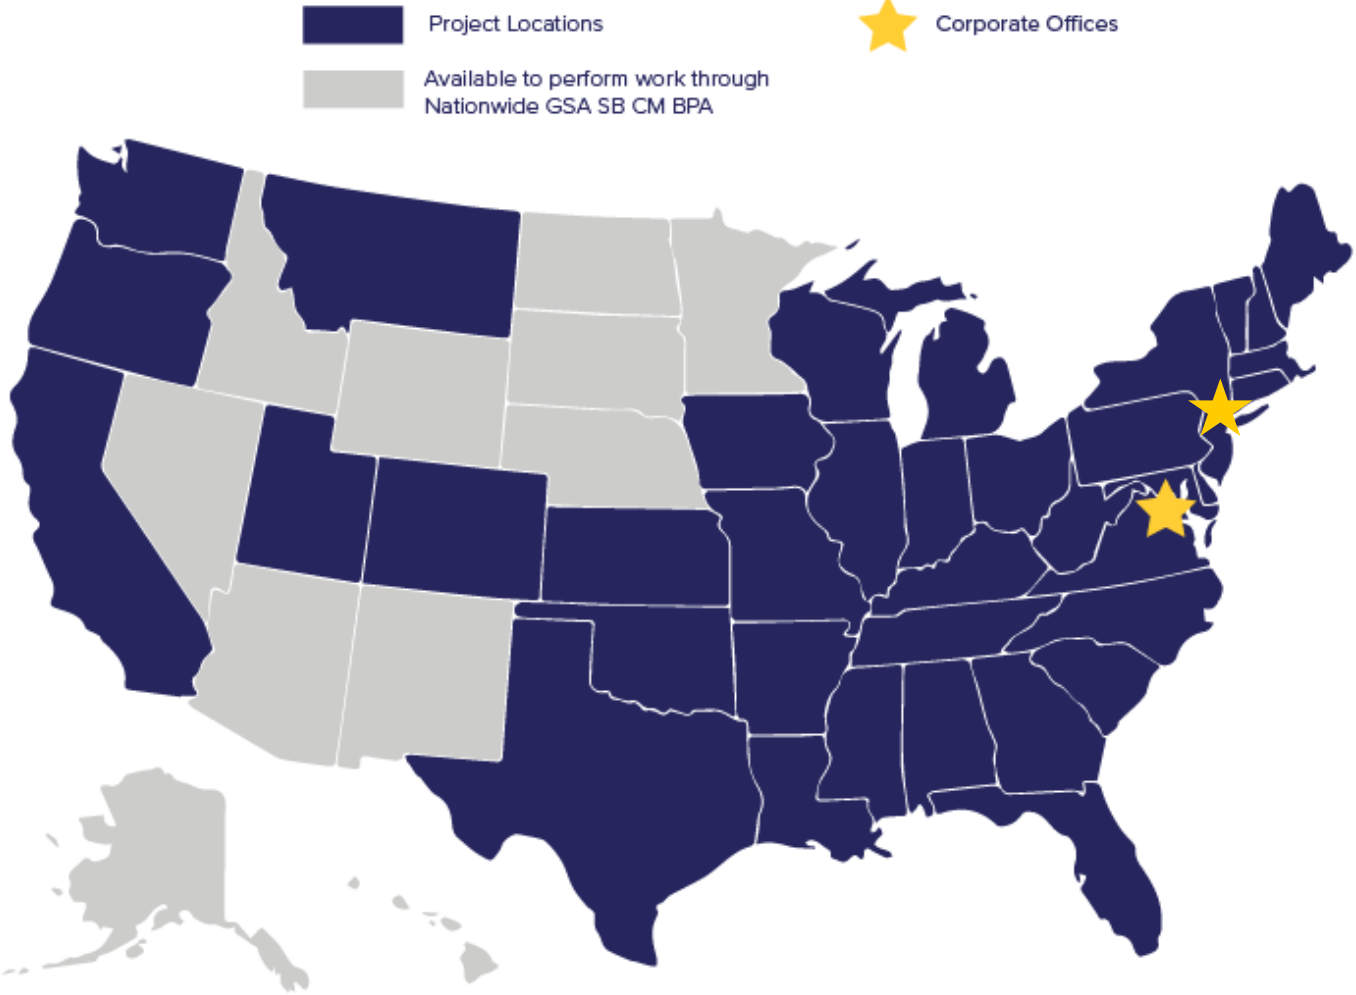 Project Locations
Corporate Offices
Available to perform work through
Nationwide GSA SB CM BPA